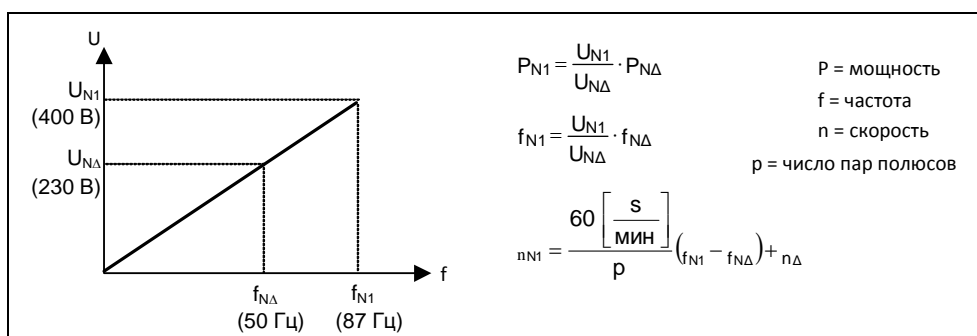 U
U_N1
(400 В)
U_NΔ
(230 В)
f
f_NΔ
(50 Гц)
f_N1
(87 Гц)
P_N1 = U_N1 / U_NΔ · P_NΔ
f_N1 = U_N1 / U_NΔ · f_NΔ
n_N1 = 60 [s / мин] / p (f_N1 − f_NΔ) + n_Δ
P = мощность
f = частота
n = скорость
p = число пар полюсов